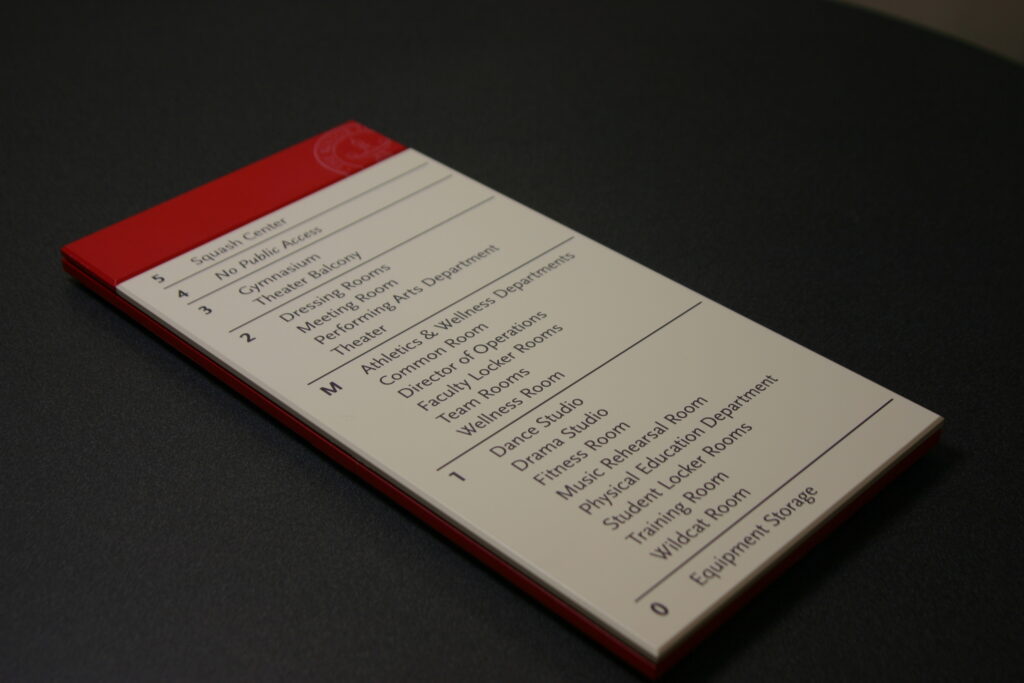 5 Squash Center
4 No Public Access
3 Gymnasium
Theater Balcony
2 Dressing Rooms
Meeting Room
Performing Arts Department
Theater
M Athletics & Wellness Departments
Common Room
Director of Operations
Faculty Locker Rooms
Team Rooms
Wellness Room
1 Dance Studio
Drama Studio
Fitness Room
Music Rehearsal Room
Physical Education Department
Student Locker Rooms
Training Room
Wildcat Room
0 Equipment Storage